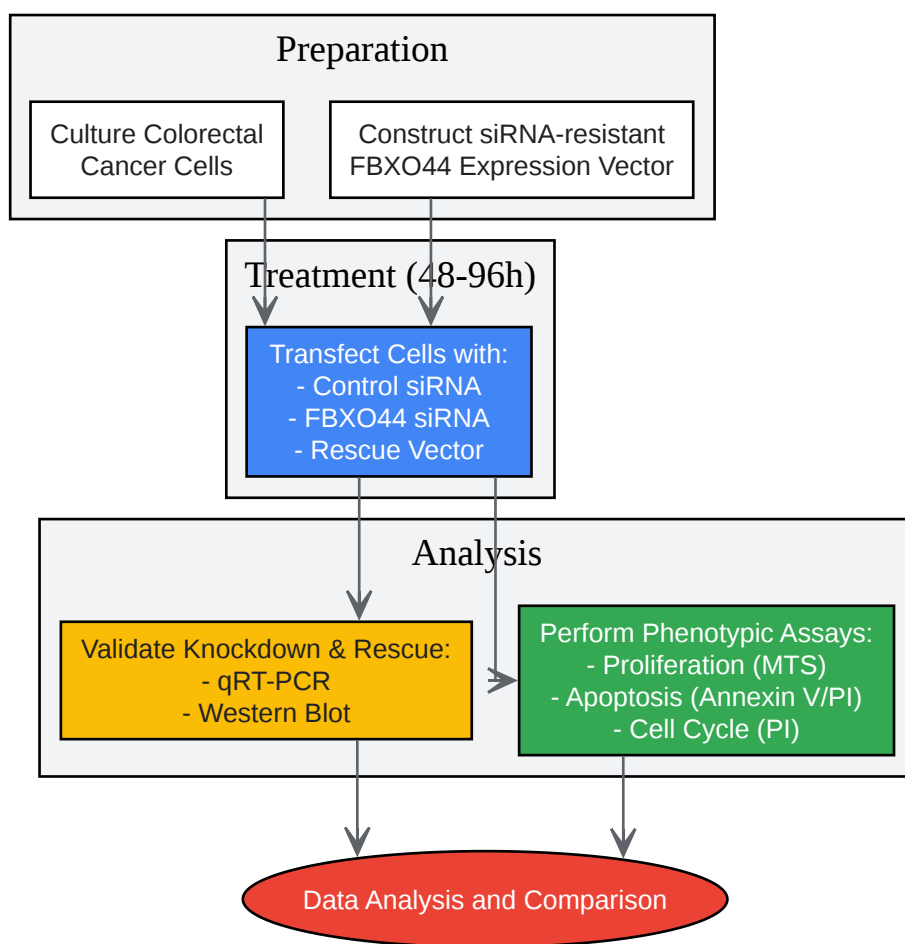 Preparation
Culture Colorectal
Cancer Cells
Construct siRNA-resistant
FBXO44 Expression Vector
Treatment (48-96h)
Transfect Cells with:
- Control siRNA
- FBXO44 siRNA
- Rescue Vector
Analysis
Validate Knockdown & Rescue:
- qRT-PCR
- Western Blot
Perform Phenotypic Assays:
- Proliferation (MTS)
- Apoptosis (Annexin V/PI)
- Cell Cycle (PI)
Data Analysis and Comparison